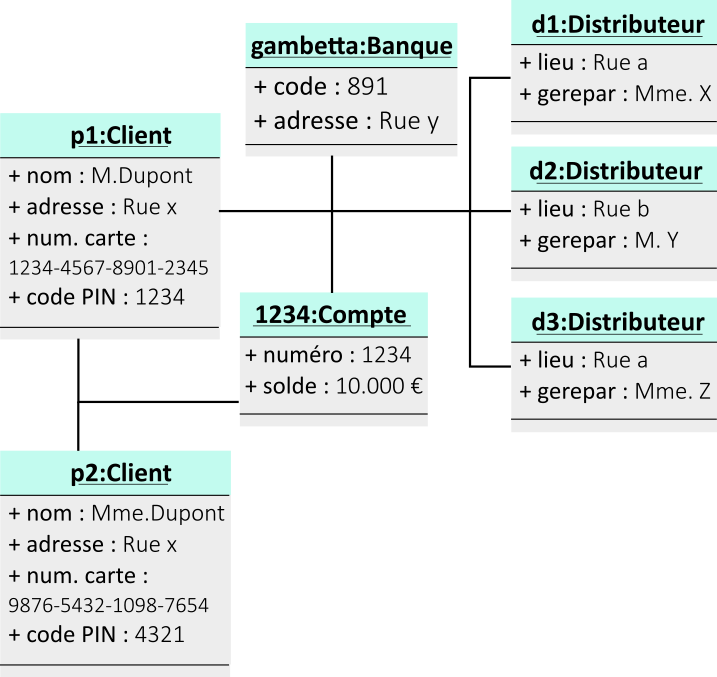 gambetta:Banque
+ code : 891
+ adresse : Rue y
d1:Distributeur
+ lieu : Rue a
+ gerepar : Mme. X
p1:Client
+ nom : M.Dupont
+ adresse : Rue x
+ num. carte :
1234-4567-8901-2345
+ code PIN : 1234
d2:Distributeur
+ lieu : Rue b
+ gerepar : M. Y
1234:Compte
+ numéro : 1234
+ solde : 10.000 €
d3:Distributeur
+ lieu : Rue a
+ gerepar : Mme. Z
p2:Client
+ nom : Mme.Dupont
+ adresse : Rue x
+ num. carte :
9876-5432-1098-7654
+ code PIN : 4321